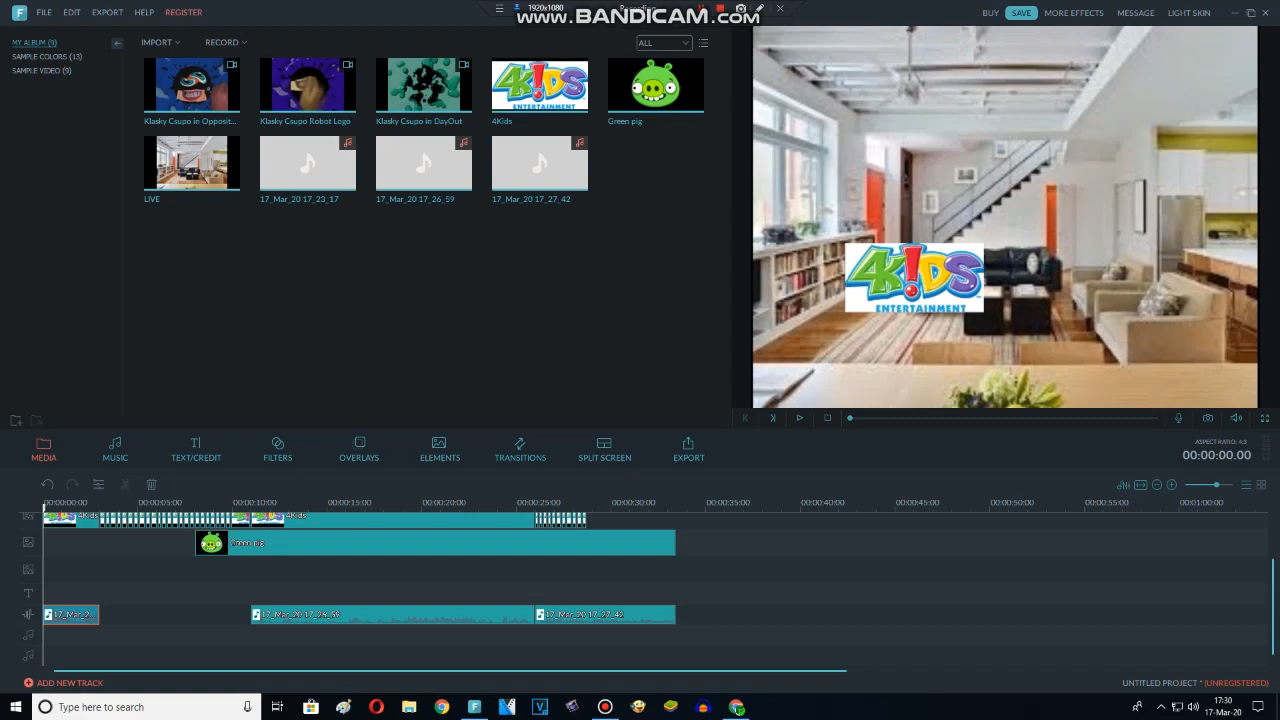 1920x1080 Recording
www.BANDICAM.com
FILE EDIT EXPORT HELP REGISTER
BUY SAVE MORE EFFECTS MESSAGE LIGHT SKIN
MY ALBUM (9)
SAMPLE COLORS (13)
SAMPLE VIDEO (9)
IMPORT RECORD ALL
Klasky Csupo in Opposit... Klasky Csupo Robot Logo Klasky Csupo in DayOut 4Kids Green pig
4K!DS ENTERTAINMENT
LIVE 17_Mar_20 17_23_17 17_Mar_20 17_26_59 17_Mar_20 17_27_42
4K!DS
ENTERTAINMENT
ASPECT RATIO: 4:3
00:00:00.00
MEDIA MUSIC TEXT/CREDIT FILTERS OVERLAYS ELEMENTS TRANSITIONS SPLIT SCREEN EXPORT
00:00:00:00 00:00:05:00 00:00:10:00 00:00:15:00 00:00:20:00 00:00:25:00 00:00:30:00 00:00:35:00 00:00:40:00 00:00:45:00 00:00:50:00 00:00:55:00 00:01:00:00
4Kids 4Kids
Green pig
17_Mar_2... 17_Mar_20 17_26_59 17_Mar_20 17_27_42
ADD NEW TRACK
UNTITLED PROJECT * (UNREGISTERED)
Type here to search
17:30
17-Mar-20